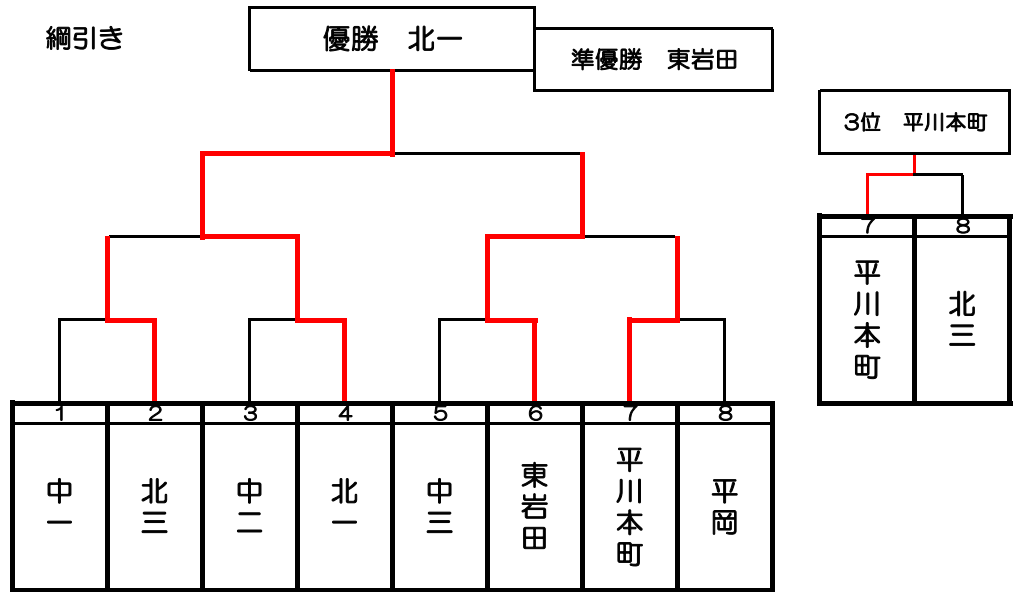 綱引き
優勝　北一
準優勝　東岩田
3位　平川本町
7 8
平川本町
北三
1 2 3 4 5 6 7 8
中一
北三
中二
北一
中三
東岩田
平川本町
平岡